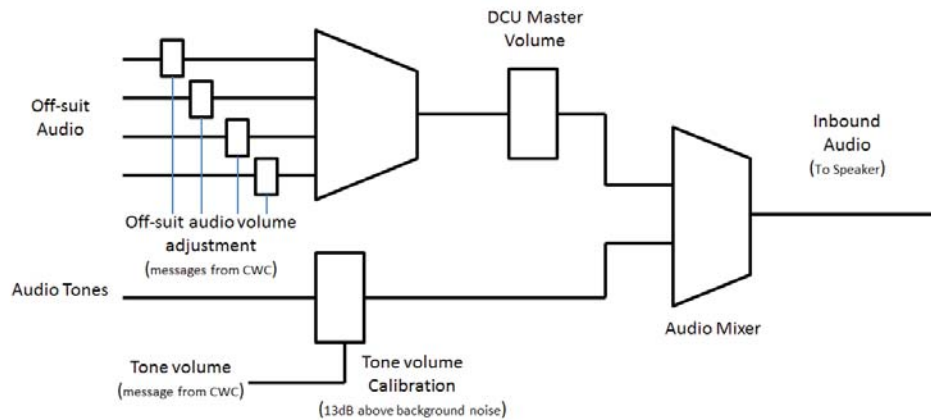 DCU Master
Volume
Off-suit
Audio
Inbound
Audio
(To Speaker)
Off-suit audio volume
adjustment
(messages from CWC)
Audio Tones
Audio Mixer
Tone volume
(message from CWC)
Tone volume
Calibration
(13dB above background noise)